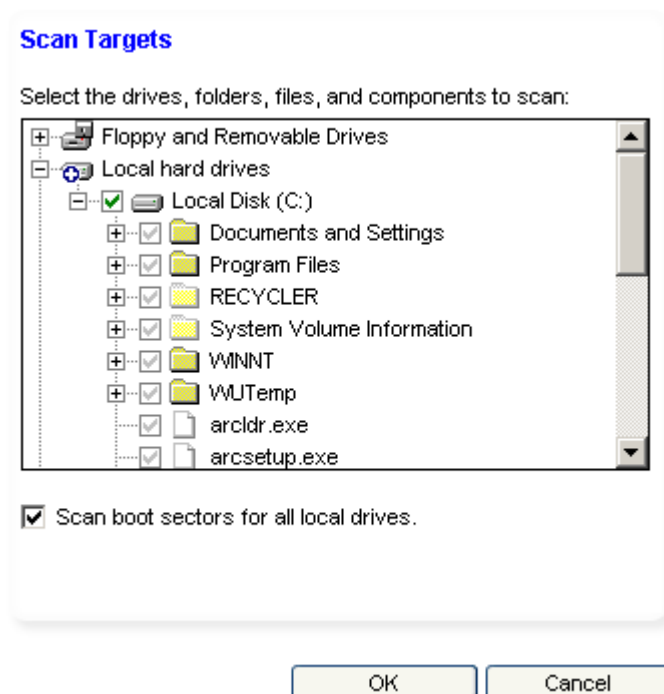 Scan Targets
Select the drives, folders, files, and components to scan:
Floppy and Removable Drives
Local hard drives
Local Disk (C:)
Documents and Settings
Program Files
RECYCLER
System Volume Information
WINNT
WUTemp
arcldr.exe
arcsetup.exe
Scan boot sectors for all local drives.
OK
Cancel